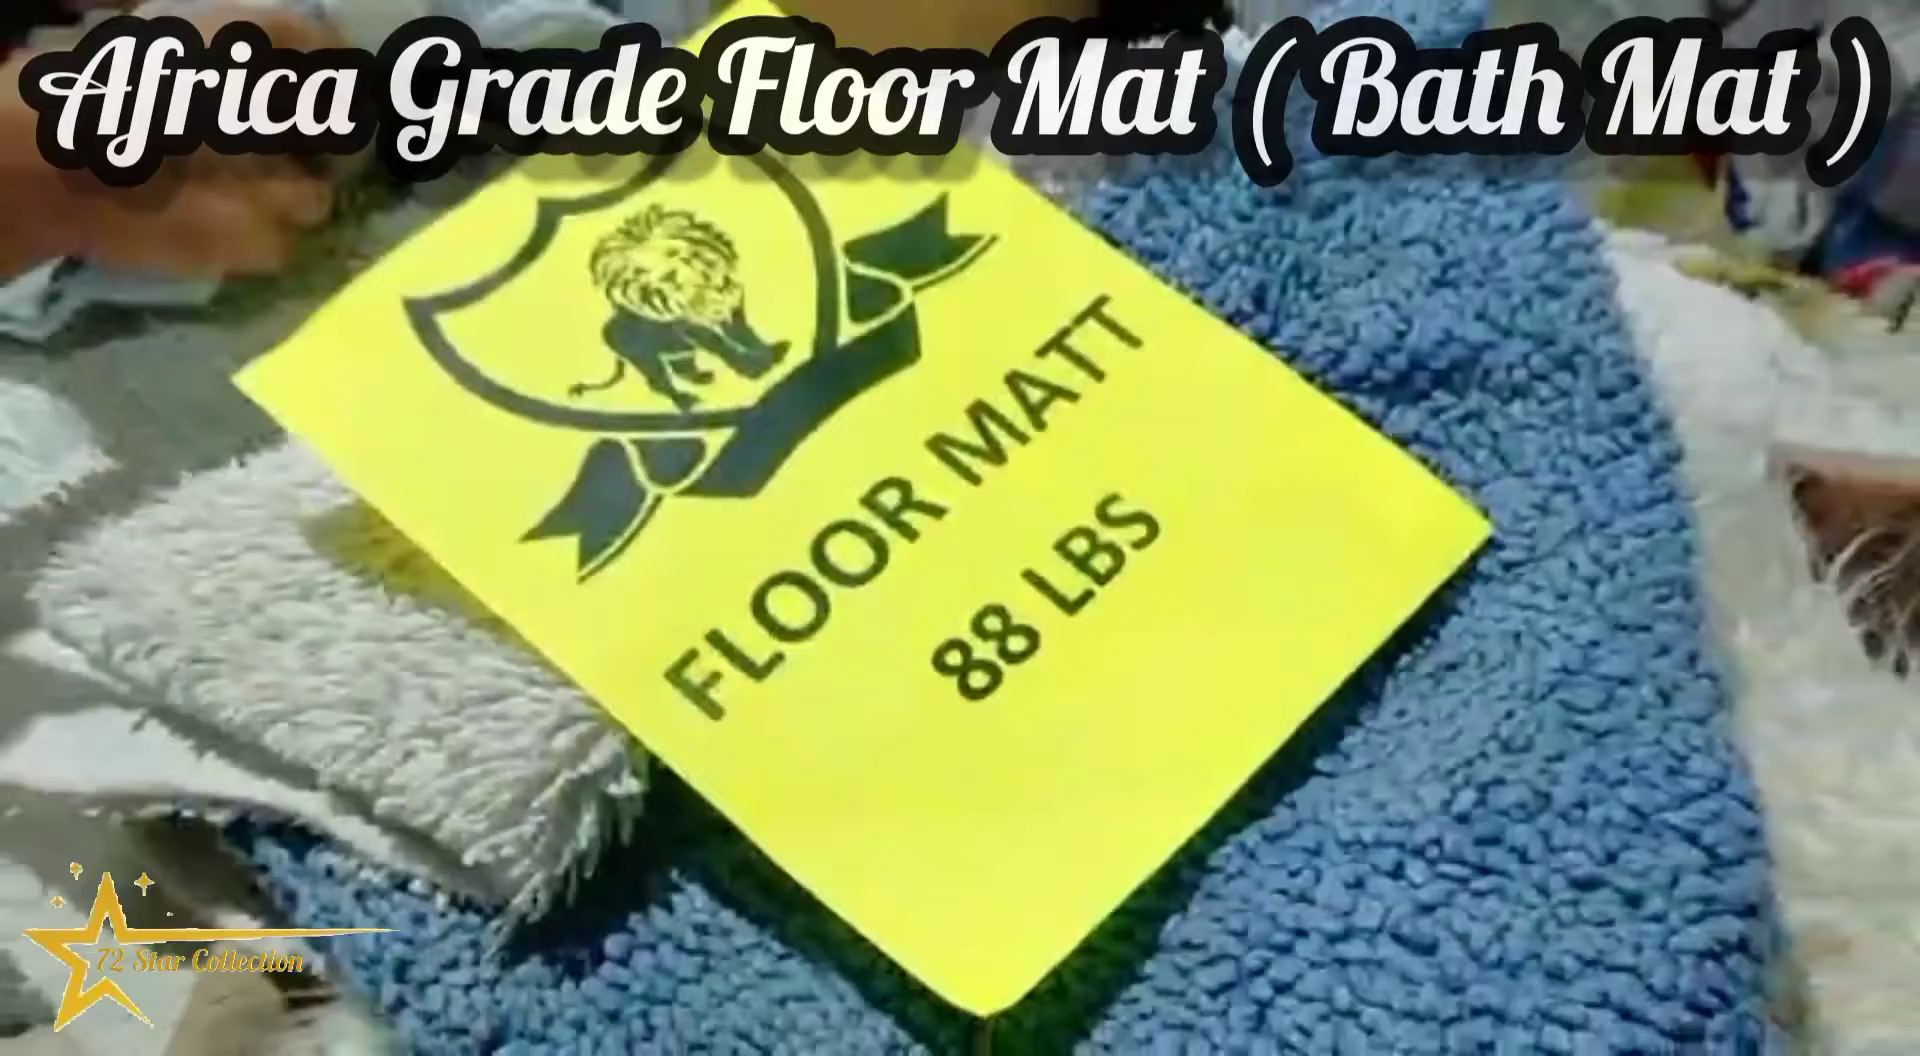 Africa Grade Floor Mat ( Bath Mat )
FLOOR MATT
88 LBS
72 Star Collection